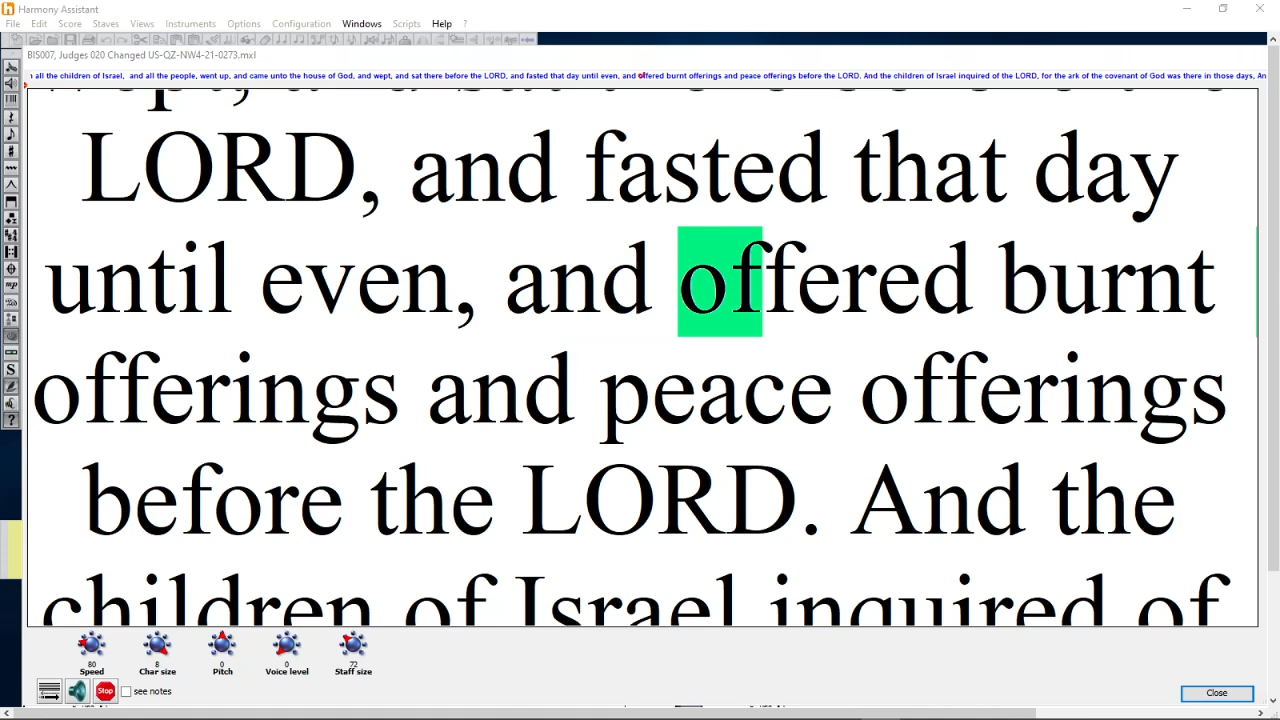 Harmony Assistant
File Edit Score Staves Views Instruments Options Configuration Windows Scripts Help ?
BIS007, Judges 020 Changed US-QZ-NW4-21-0273.mxl
all the children of Israel, and all the people, went up, and came unto the house of God, and wept, and sat there before the LORD, and fasted that day until even, and offered burnt offerings and peace offerings before the LORD. And the children of Israel inquired of the LORD, for the ark of the covenant of God was there in those days, An
LORD, and fasted that day
until even, and offered burnt
offerings and peace offerings
before the LORD. And the
children of Israel inquired of
80 8 0 0 72
Speed Char size Pitch Voice level Staff size
Stop see notes Close